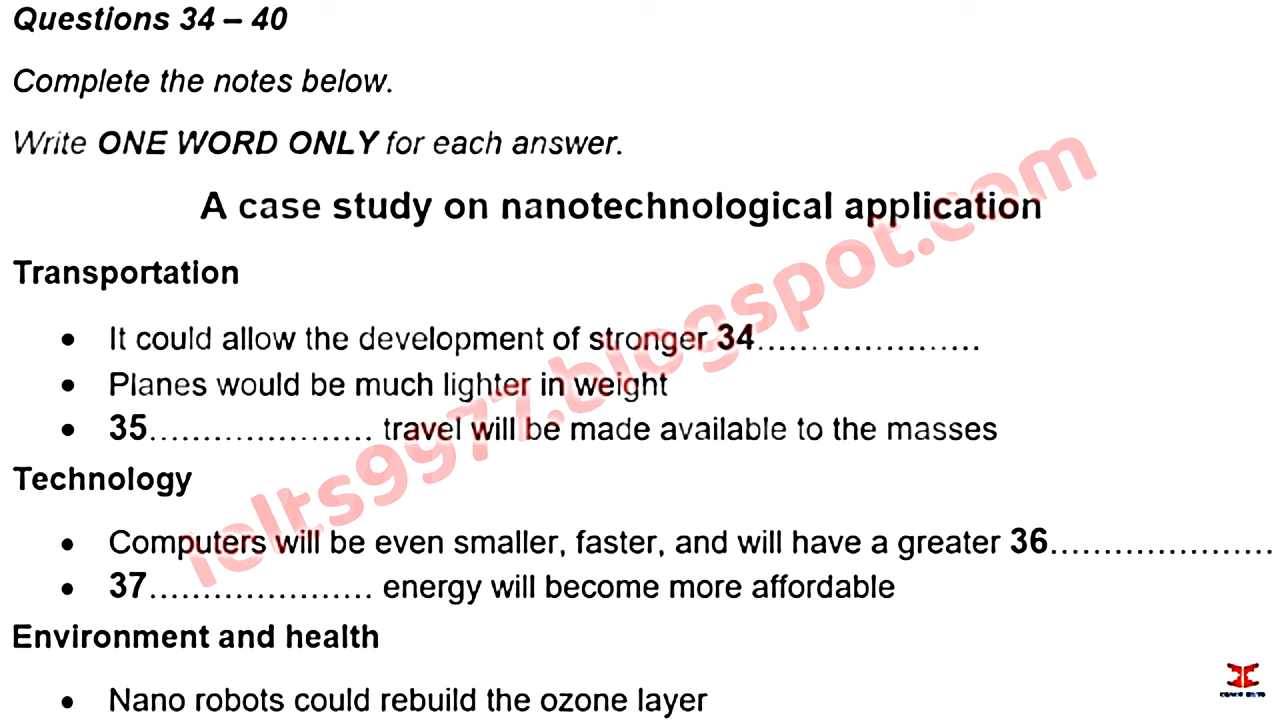 Questions 34 – 40
Complete the notes below.
Write ONE WORD ONLY for each answer.
A case study on nanotechnological application
Transportation
• It could allow the development of stronger 34.....................
• Planes would be much lighter in weight
• 35..................... travel will be made available to the masses
Technology
• Computers will be even smaller, faster, and will have a greater 36.....................
• 37..................... energy will become more affordable
Environment and health
• Nano robots could rebuild the ozone layer
ielts9977.blogspot.com